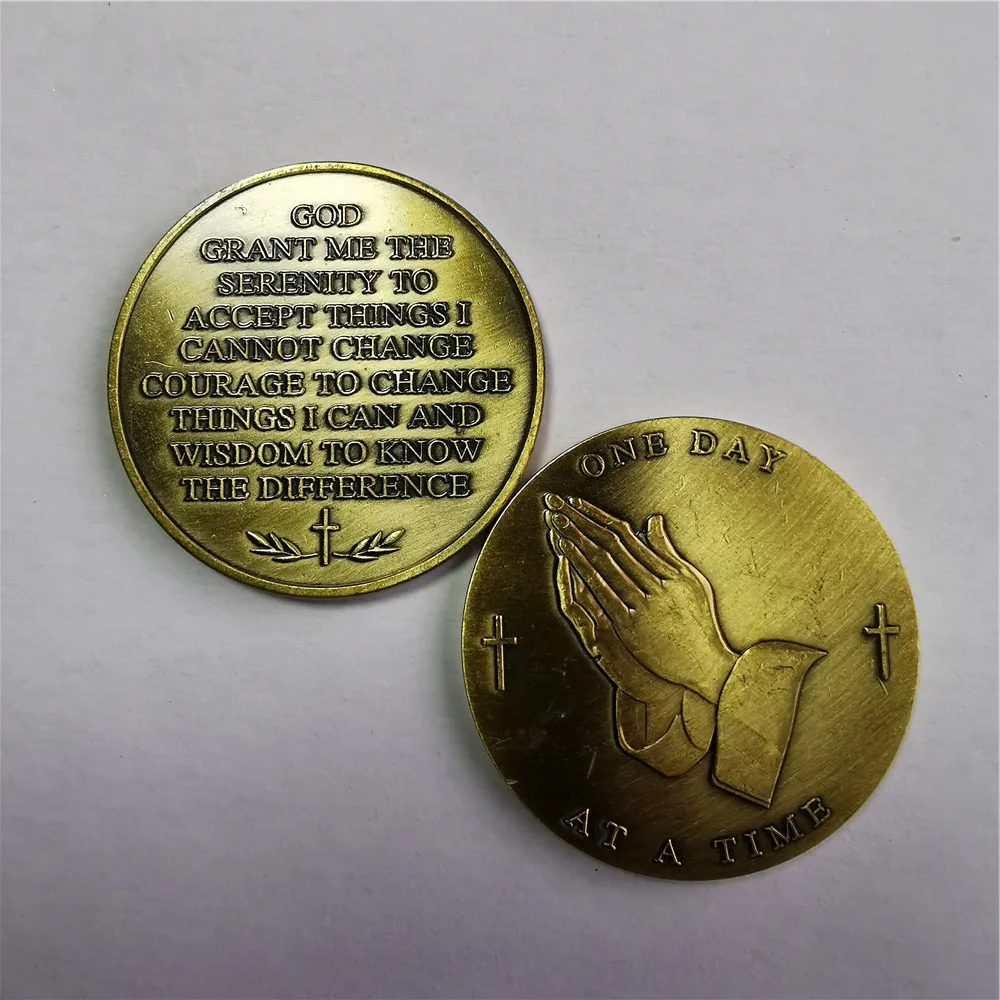 GOD
GRANT ME THE
SERENITY TO
ACCEPT THINGS I
CANNOT CHANGE
COURAGE TO CHANGE
THINGS I CAN AND
WISDOM TO KNOW
THE DIFFERENCE
ONE DAY
AT A TIME